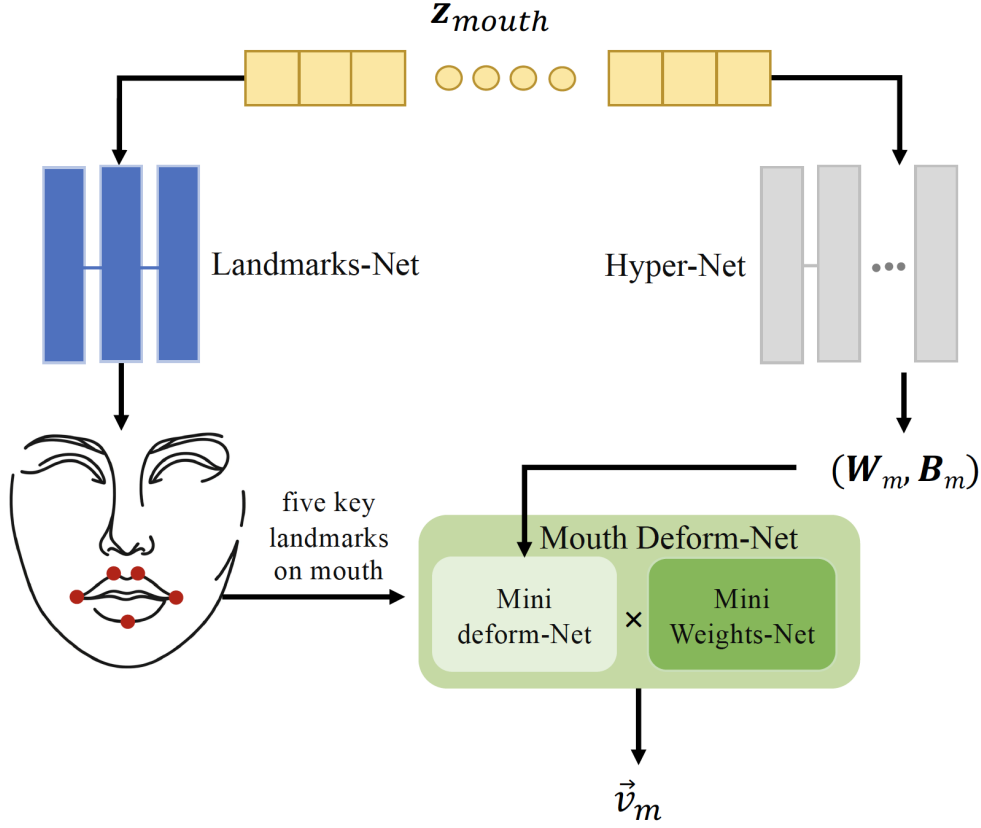 z_mouth
Landmarks-Net
Hyper-Net
(W_m, B_m)
five key
landmarks
on mouth
Mouth Deform-Net
Mini
deform-Net
×
Mini
Weights-Net
v⃗_m